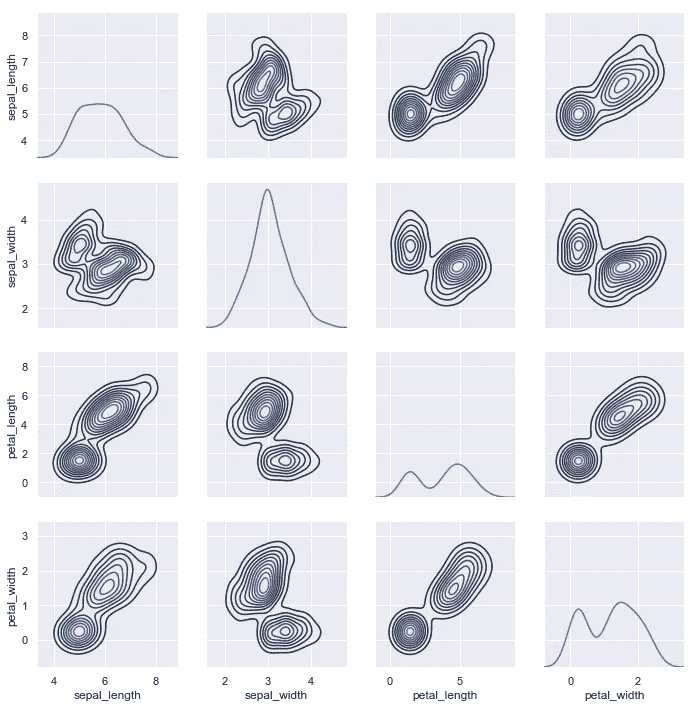 8
7
6
5
4
sepal_length
4
3
2
sepal_width
8
6
4
2
0
petal_length
3
2
1
0
petal_width
4 6 8 2 3 4 0 5 0 2
sepal_length sepal_width petal_length petal_width